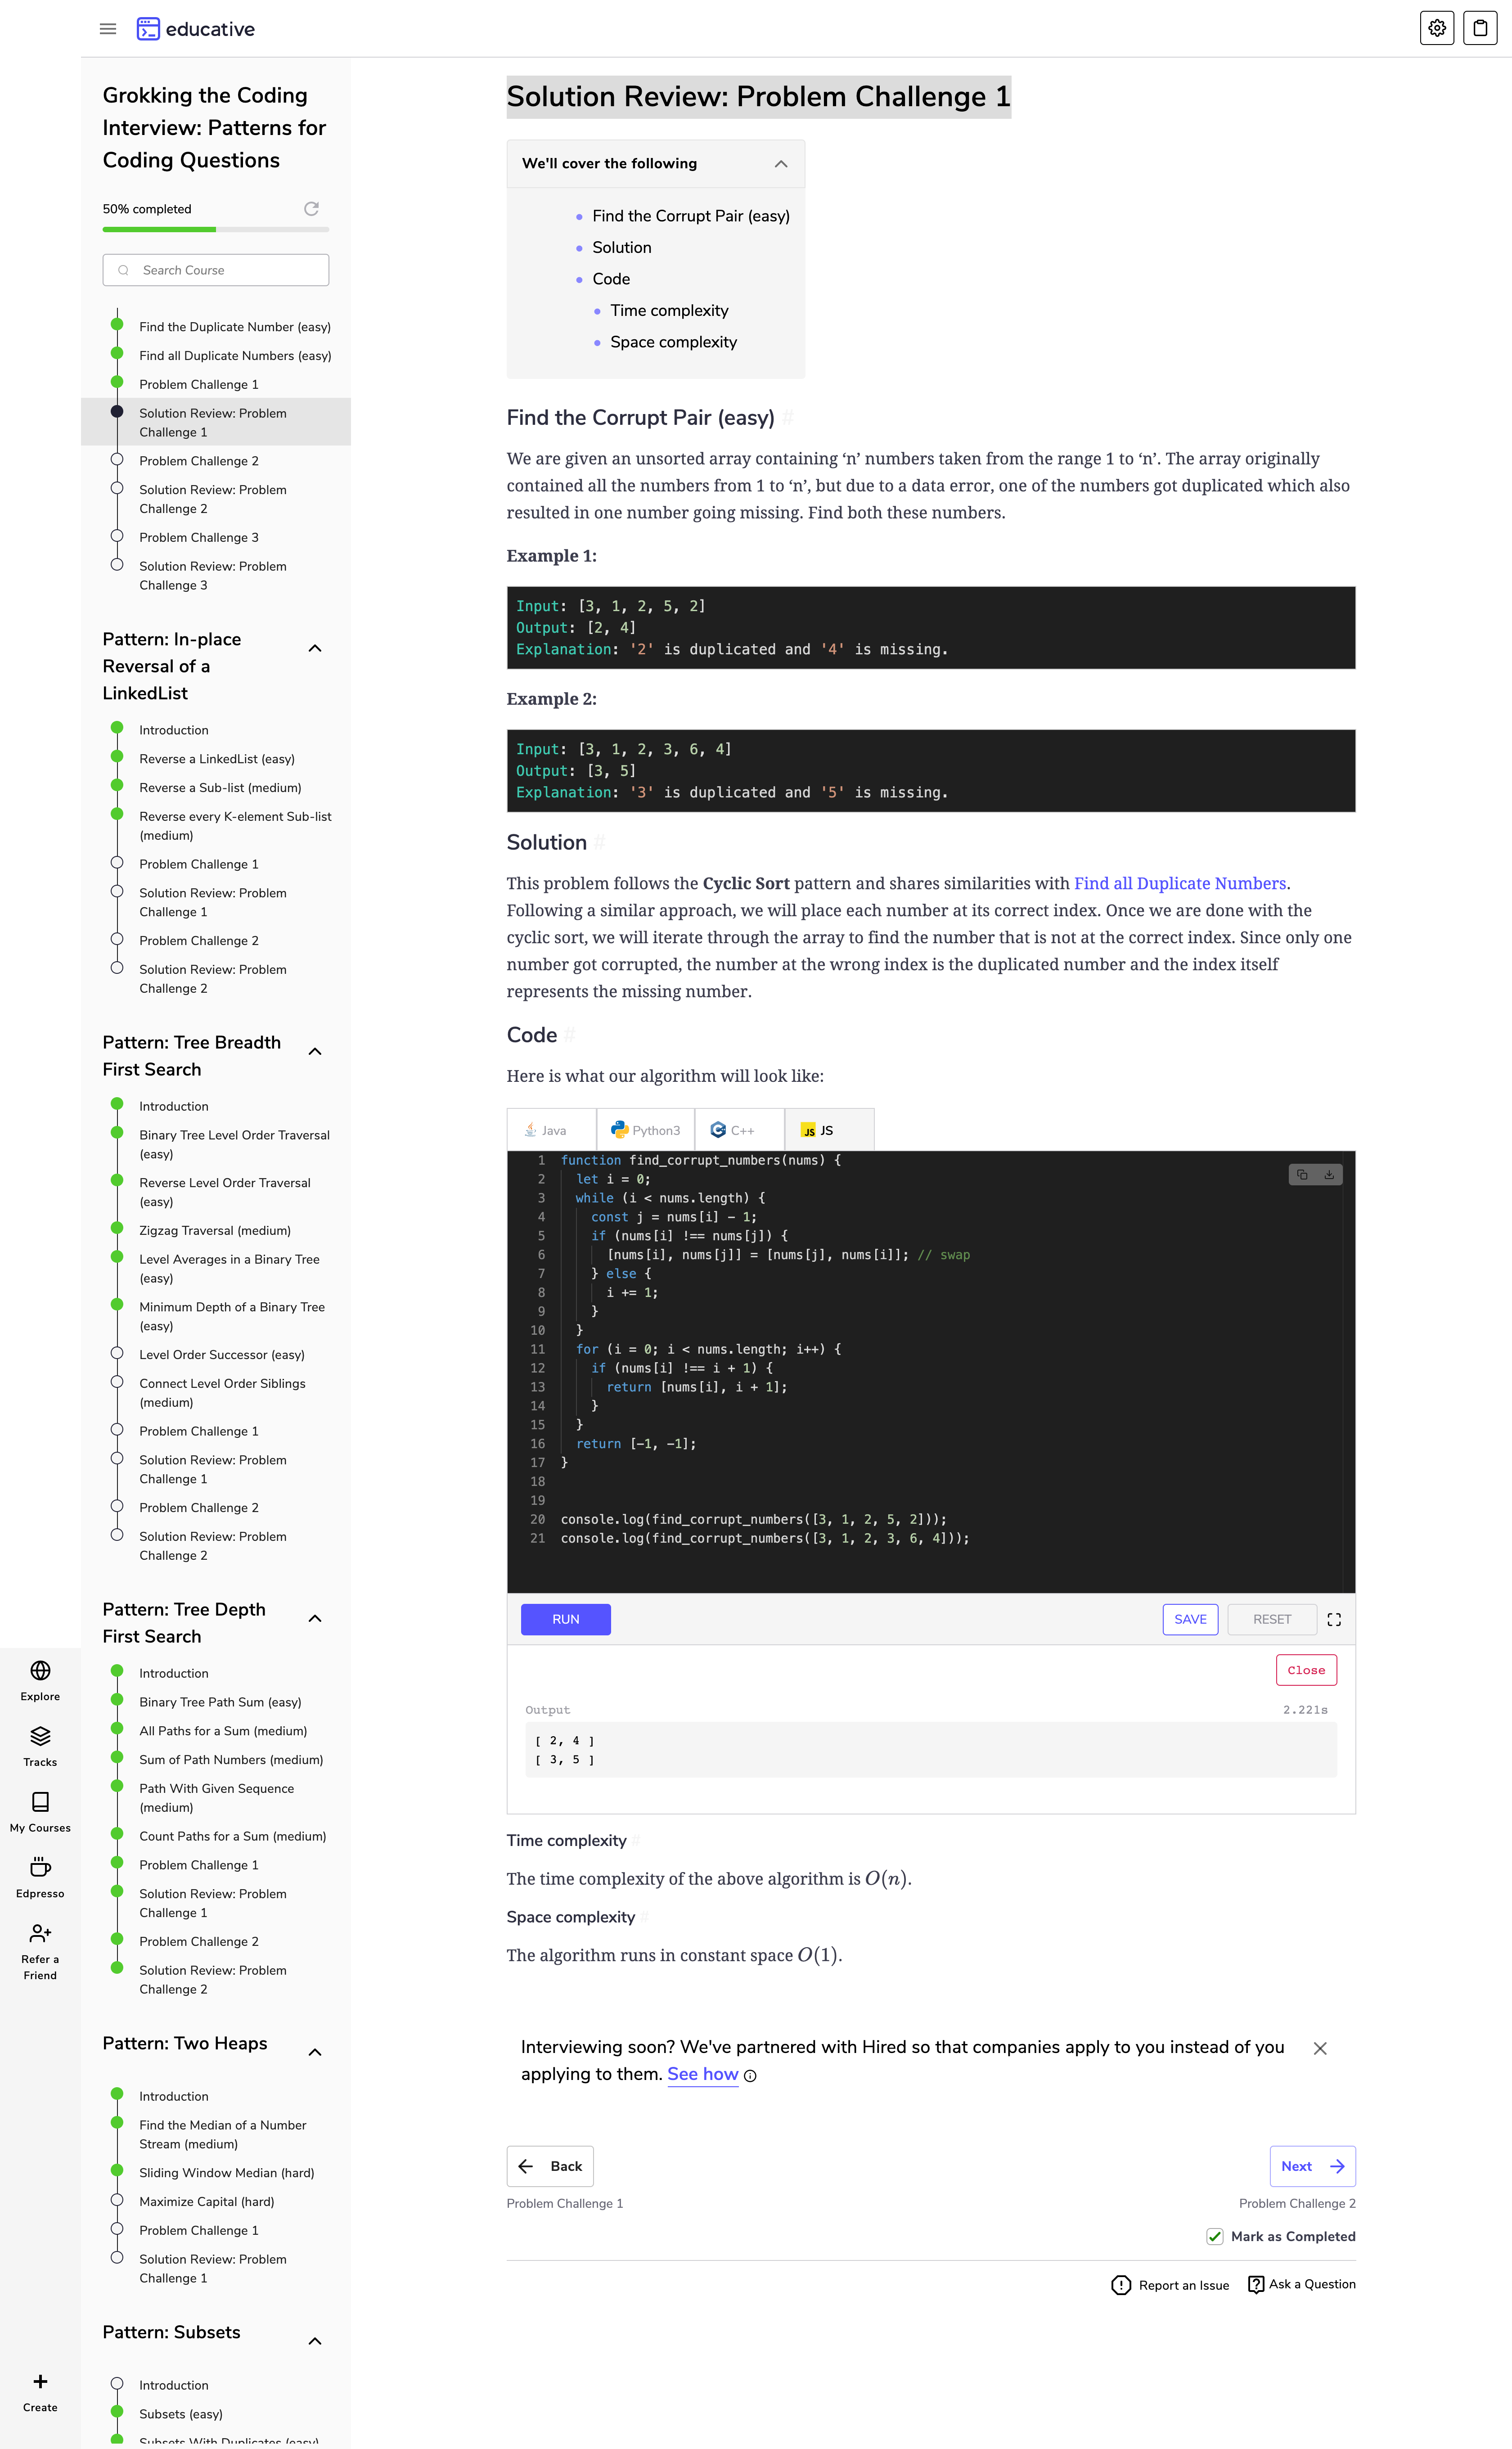 educative
Grokking the Coding
Interview: Patterns for
Coding Questions
50% completed
Search Course
Find the Duplicate Number (easy)
Find all Duplicate Numbers (easy)
Problem Challenge 1
Solution Review: Problem
Challenge 1
Problem Challenge 2
Solution Review: Problem
Challenge 2
Problem Challenge 3
Solution Review: Problem
Challenge 3
Pattern: In-place
Reversal of a
LinkedList
Introduction
Reverse a LinkedList (easy)
Reverse a Sub-list (medium)
Reverse every K-element Sub-list
(medium)
Problem Challenge 1
Solution Review: Problem
Challenge 1
Problem Challenge 2
Solution Review: Problem
Challenge 2
Pattern: Tree Breadth
First Search
Introduction
Binary Tree Level Order Traversal
(easy)
Reverse Level Order Traversal
(easy)
Zigzag Traversal (medium)
Level Averages in a Binary Tree
(easy)
Minimum Depth of a Binary Tree
(easy)
Level Order Successor (easy)
Connect Level Order Siblings
(medium)
Problem Challenge 1
Solution Review: Problem
Challenge 1
Problem Challenge 2
Solution Review: Problem
Challenge 2
Pattern: Tree Depth
First Search
Introduction
Binary Tree Path Sum (easy)
All Paths for a Sum (medium)
Sum of Path Numbers (medium)
Path With Given Sequence
(medium)
Count Paths for a Sum (medium)
Problem Challenge 1
Solution Review: Problem
Challenge 1
Problem Challenge 2
Solution Review: Problem
Challenge 2
Pattern: Two Heaps
Introduction
Find the Median of a Number
Stream (medium)
Sliding Window Median (hard)
Maximize Capital (hard)
Problem Challenge 1
Solution Review: Problem
Challenge 1
Pattern: Subsets
Introduction
Subsets (easy)
Subsets With Duplicates (easy)
Explore
Tracks
My Courses
Edpresso
Refer a
Friend
Create
Solution Review: Problem Challenge 1
We'll cover the following
Find the Corrupt Pair (easy)
Solution
Code
Time complexity
Space complexity
Find the Corrupt Pair (easy) #
We are given an unsorted array containing ‘n’ numbers taken from the range 1 to ‘n’. The array originally
contained all the numbers from 1 to ‘n’, but due to a data error, one of the numbers got duplicated which also
resulted in one number going missing. Find both these numbers.
Example 1:
Input: [3, 1, 2, 5, 2]
Output: [2, 4]
Explanation: '2' is duplicated and '4' is missing.
Example 2:
Input: [3, 1, 2, 3, 6, 4]
Output: [3, 5]
Explanation: '3' is duplicated and '5' is missing.
Solution #
This problem follows the Cyclic Sort pattern and shares similarities with Find all Duplicate Numbers.
Following a similar approach, we will place each number at its correct index. Once we are done with the
cyclic sort, we will iterate through the array to find the number that is not at the correct index. Since only one
number got corrupted, the number at the wrong index is the duplicated number and the index itself
represents the missing number.
Code #
Here is what our algorithm will look like:
Java Python3 C++ JS JS
1 function find_corrupt_numbers(nums) {
2 let i = 0;
3 while (i < nums.length) {
4 const j = nums[i] - 1;
5 if (nums[i] !== nums[j]) {
6 [nums[i], nums[j]] = [nums[j], nums[i]]; // swap
7 } else {
8 i += 1;
9 }
10 }
11 for (i = 0; i < nums.length; i++) {
12 if (nums[i] !== i + 1) {
13 return [nums[i], i + 1];
14 }
15 }
16 return [-1, -1];
17 }
18
19
20 console.log(find_corrupt_numbers([3, 1, 2, 5, 2]));
21 console.log(find_corrupt_numbers([3, 1, 2, 3, 6, 4]));
RUN SAVE RESET
Close
Output 2.221s
[ 2, 4 ]
[ 3, 5 ]
Time complexity #
The time complexity of the above algorithm is O(n).
Space complexity #
The algorithm runs in constant space O(1).
Interviewing soon? We've partnered with Hired so that companies apply to you instead of you
applying to them. See how
Back Next
Problem Challenge 1 Problem Challenge 2
Mark as Completed
Report an Issue Ask a Question